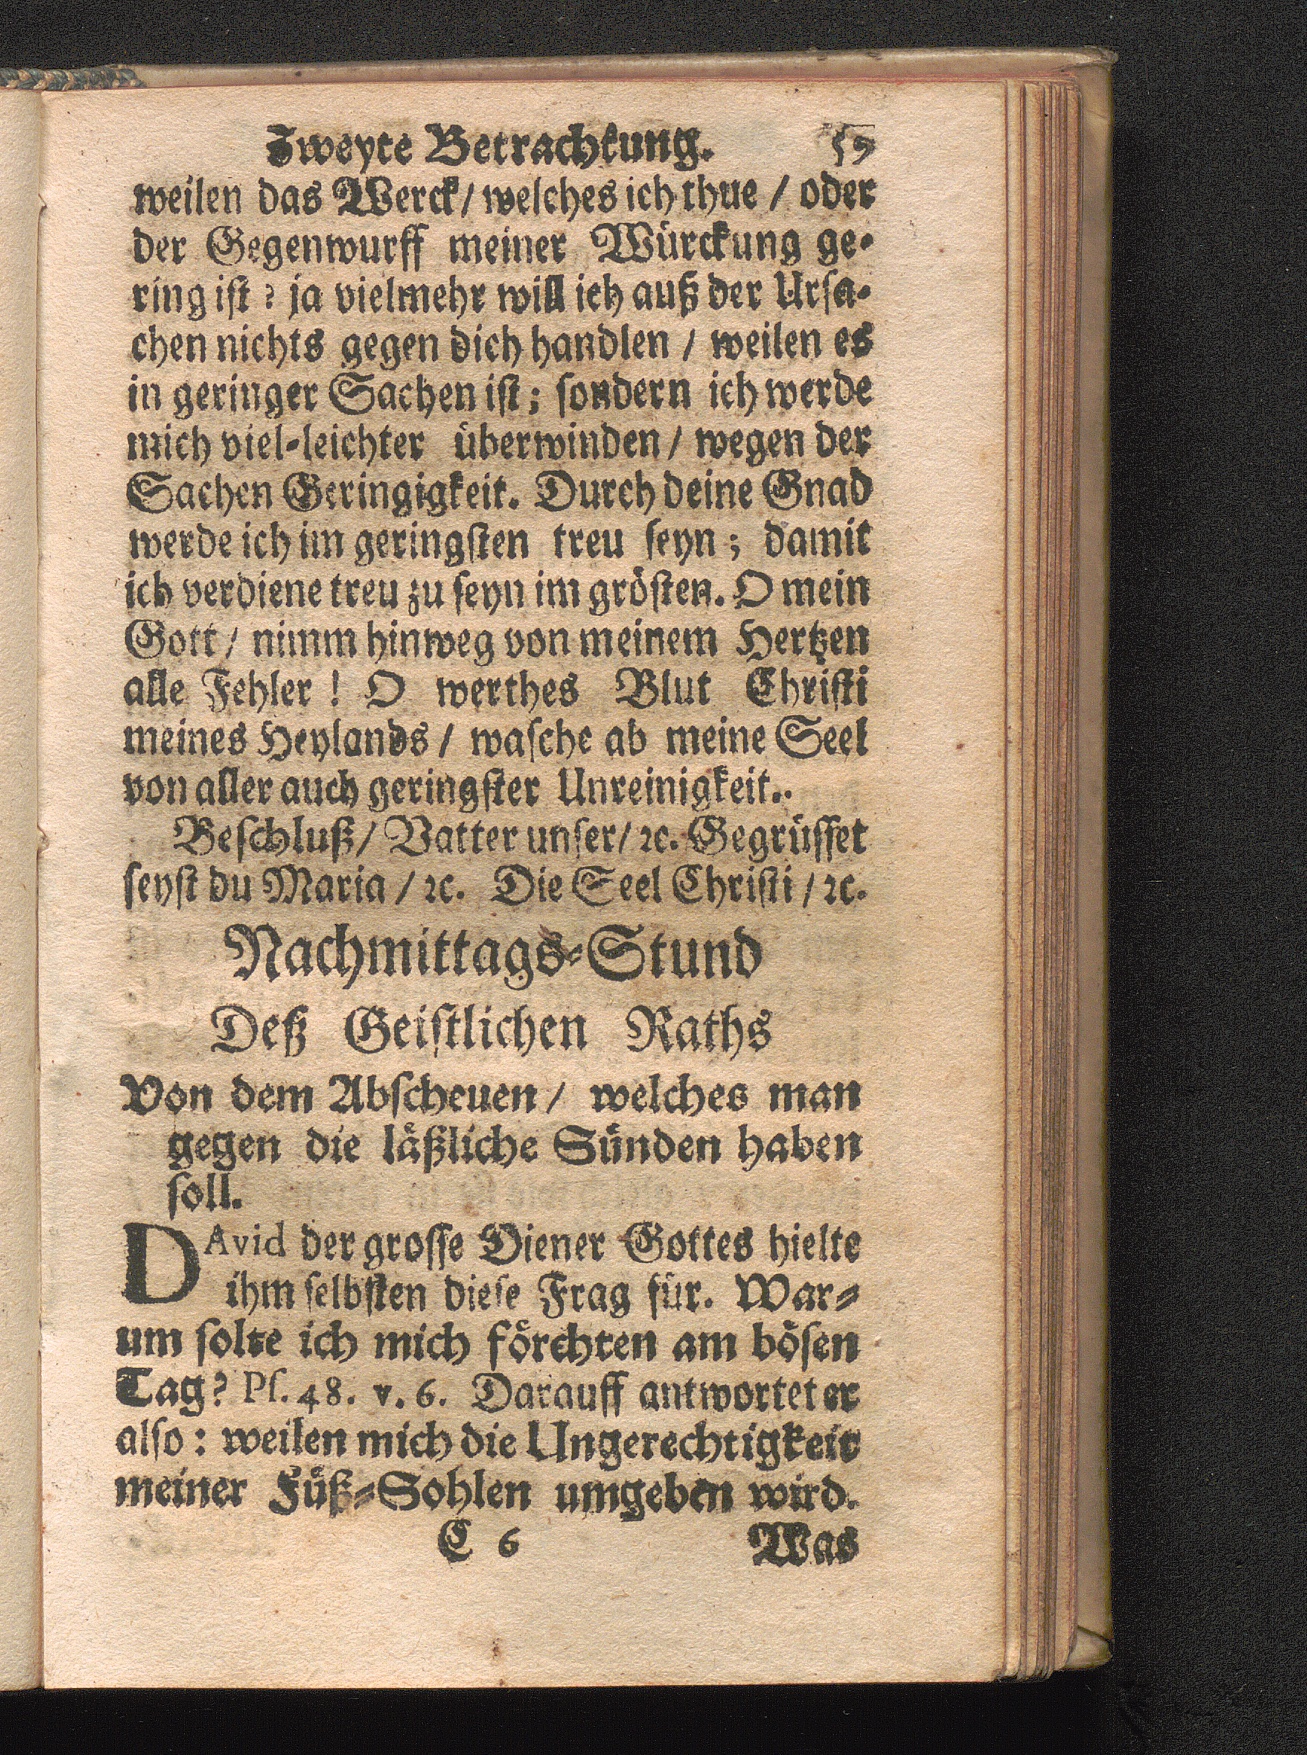 Zweyte Betrachtung. 59
weilen das Werck / welches ich thue / oder
der Gegenwurff meiner Würckung ge-
ring ist ? ja vielmehr will ich auß der Ursa-
chen nichts gegen dich handlen / weilen es
in geringer Sachen ist ; sondern ich werde
mich viel-leichter überwinden / wegen der
Sachen Geringigkeit. Durch deine Gnad
werde ich im geringsten treu seyn ; damit
ich verdiene treu zu seyn im grösten. O mein
Gott / nimm hinweg von meinem Hertzen
alle Fehler ! O werthes Blut Christi
meines Heylands / wasche ab meine Seel
von aller auch geringster Unreinigkeit..
Beschluß / Vatter unser / ꝛc. Gegrüsset
seyst du Maria / ꝛc. Die Seel Christi / ꝛc.
Nachmittags-Stund
Deß Geistlichen Raths
Von dem Abscheuen / welches man
gegen die läßliche Sünden haben
soll.
DAvid der grosse Diener Gottes hielte
ihm selbsten diese Frag für. War-
um solte ich mich förchten am bösen
Tag? Ps. 48. v. 6. Darauff antwortet er
also : weilen mich die Ungerechtigkeit
meiner Füß-Sohlen umgeben wird.
C 6 Was